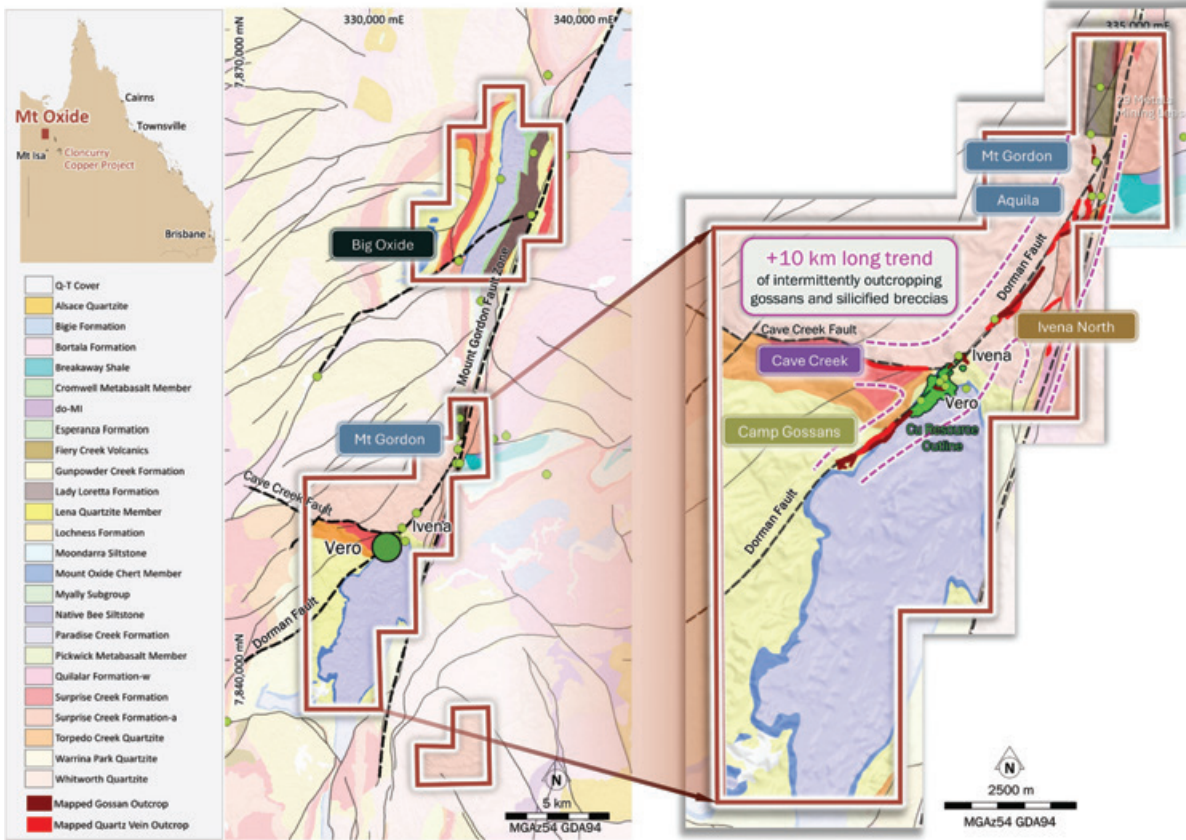 Cairns
Mt Oxide
Townsville
Mt Isa
Cloncurry
Copper Project
Brisbane
Q-T Cover
Alsace Quartzite
Bigie Formation
Bortala Formation
Breakaway Shale
Cromwell Metabasalt Member
do-MI
Esperanza Formation
Fiery Creek Volcanics
Gunpowder Creek Formation
Lady Loretta Formation
Lena Quartzite Member
Lochness Formation
Moondarra Siltstone
Mount Oxide Chert Member
Myally Subgroup
Native Bee Siltstone
Paradise Creek Formation
Pickwick Metabasalt Member
Quilalar Formation-w
Surprise Creek Formation
Surprise Creek Formation-a
Torpedo Creek Quartzite
Warrina Park Quartzite
Whitworth Quartzite
Mapped Gossan Outcrop
Mapped Quartz Vein Outcrop
330,000 mE
340,000 mE
7,870,000 mN
Big Oxide
Mount Gordon Fault Zone
Mt Gordon
Cave Creek Fault
Ivena
Vero
Dorman Fault
7,840,000 mN
N
5 km
MGAz54 GDA94
335,000 mE
29 Metals
Mining Lease
Mt Gordon
Aquila
+10 km long trend
of intermittently outcropping
gossans and silicified breccias
Dorman Fault
Cave Creek Fault
Ivena North
Cave Creek
Ivena
Vero
Camp Gossans
Cu Resource
Outline
Dorman Fault
N
2500 m
MGAz54 GDA94